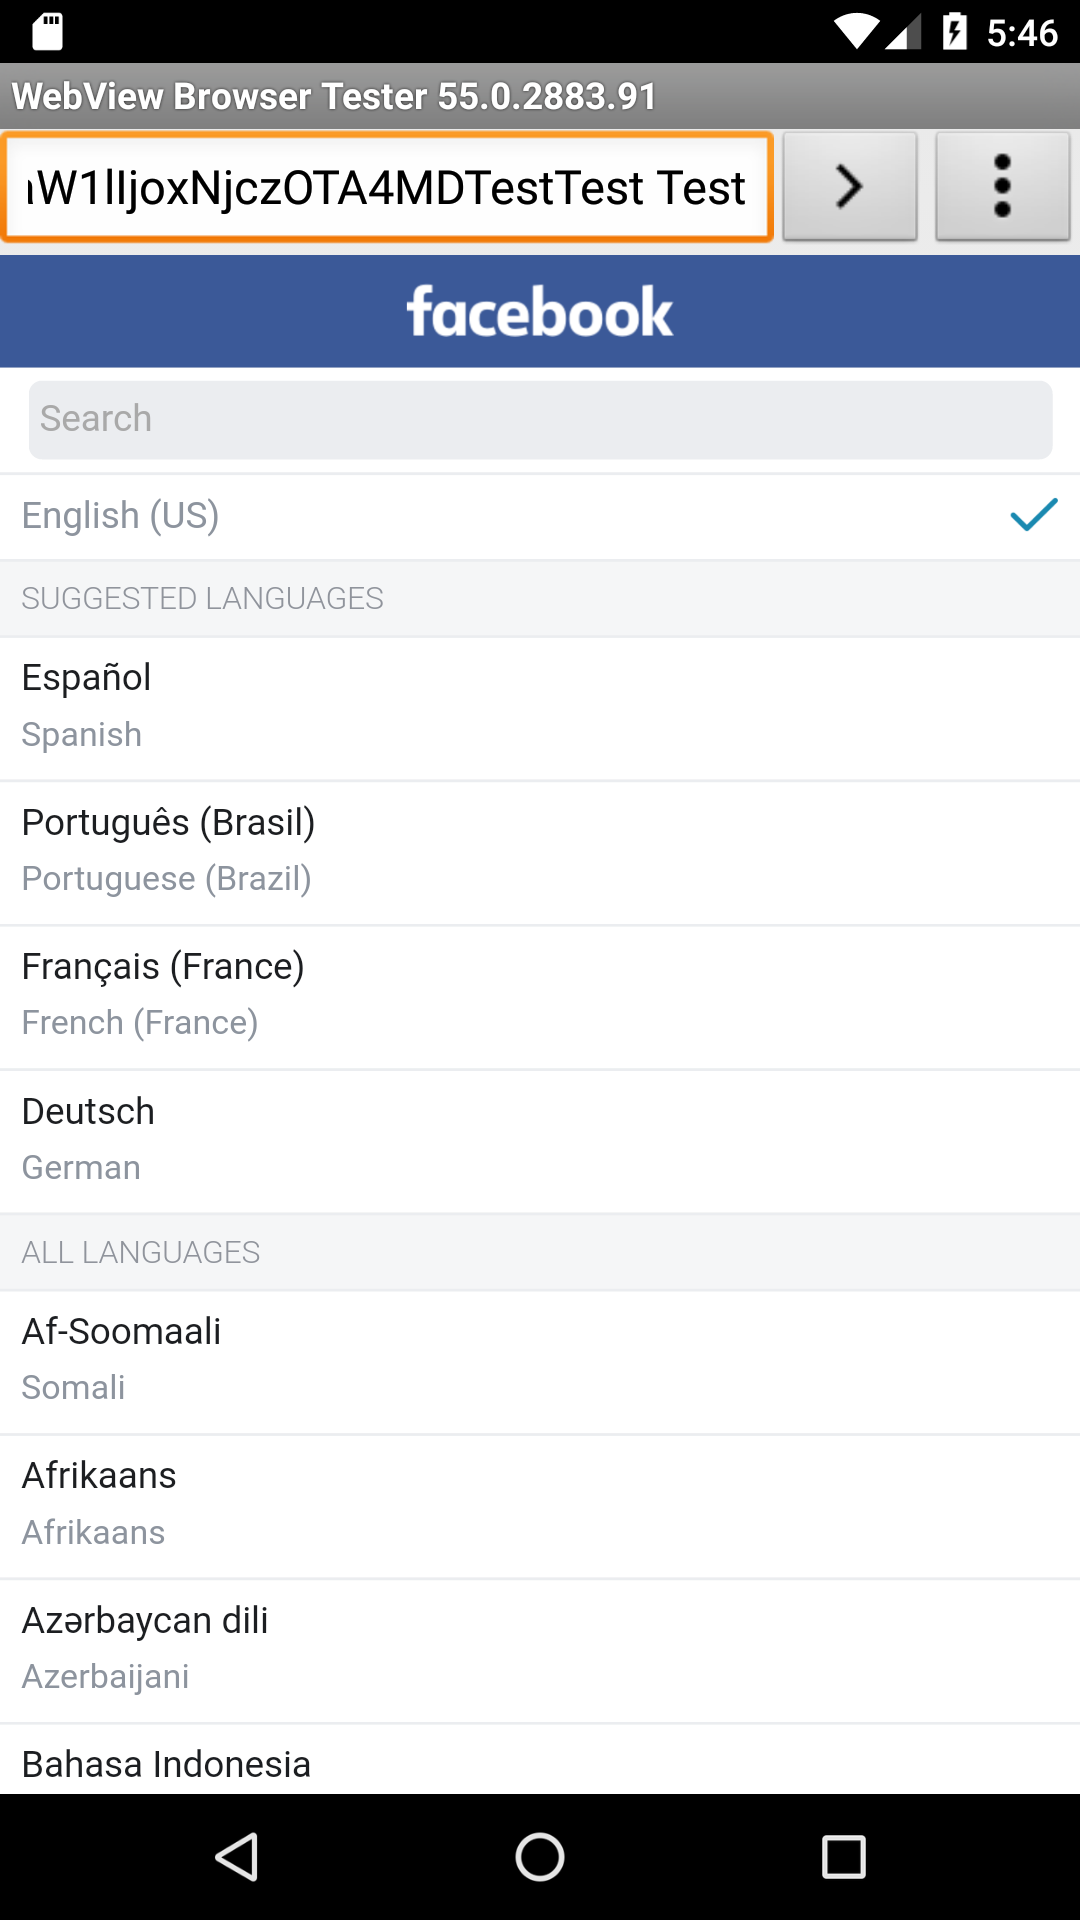 5:46
WebView Browser Tester 55.0.2883.91
W1lIjoxNjczOTA4MDTestTest Test
facebook
Search
English (US)
SUGGESTED LANGUAGES
Español
Spanish
Português (Brasil)
Portuguese (Brazil)
Français (France)
French (France)
Deutsch
German
ALL LANGUAGES
Af-Soomaali
Somali
Afrikaans
Afrikaans
Azərbaycan dili
Azerbaijani
Bahasa Indonesia